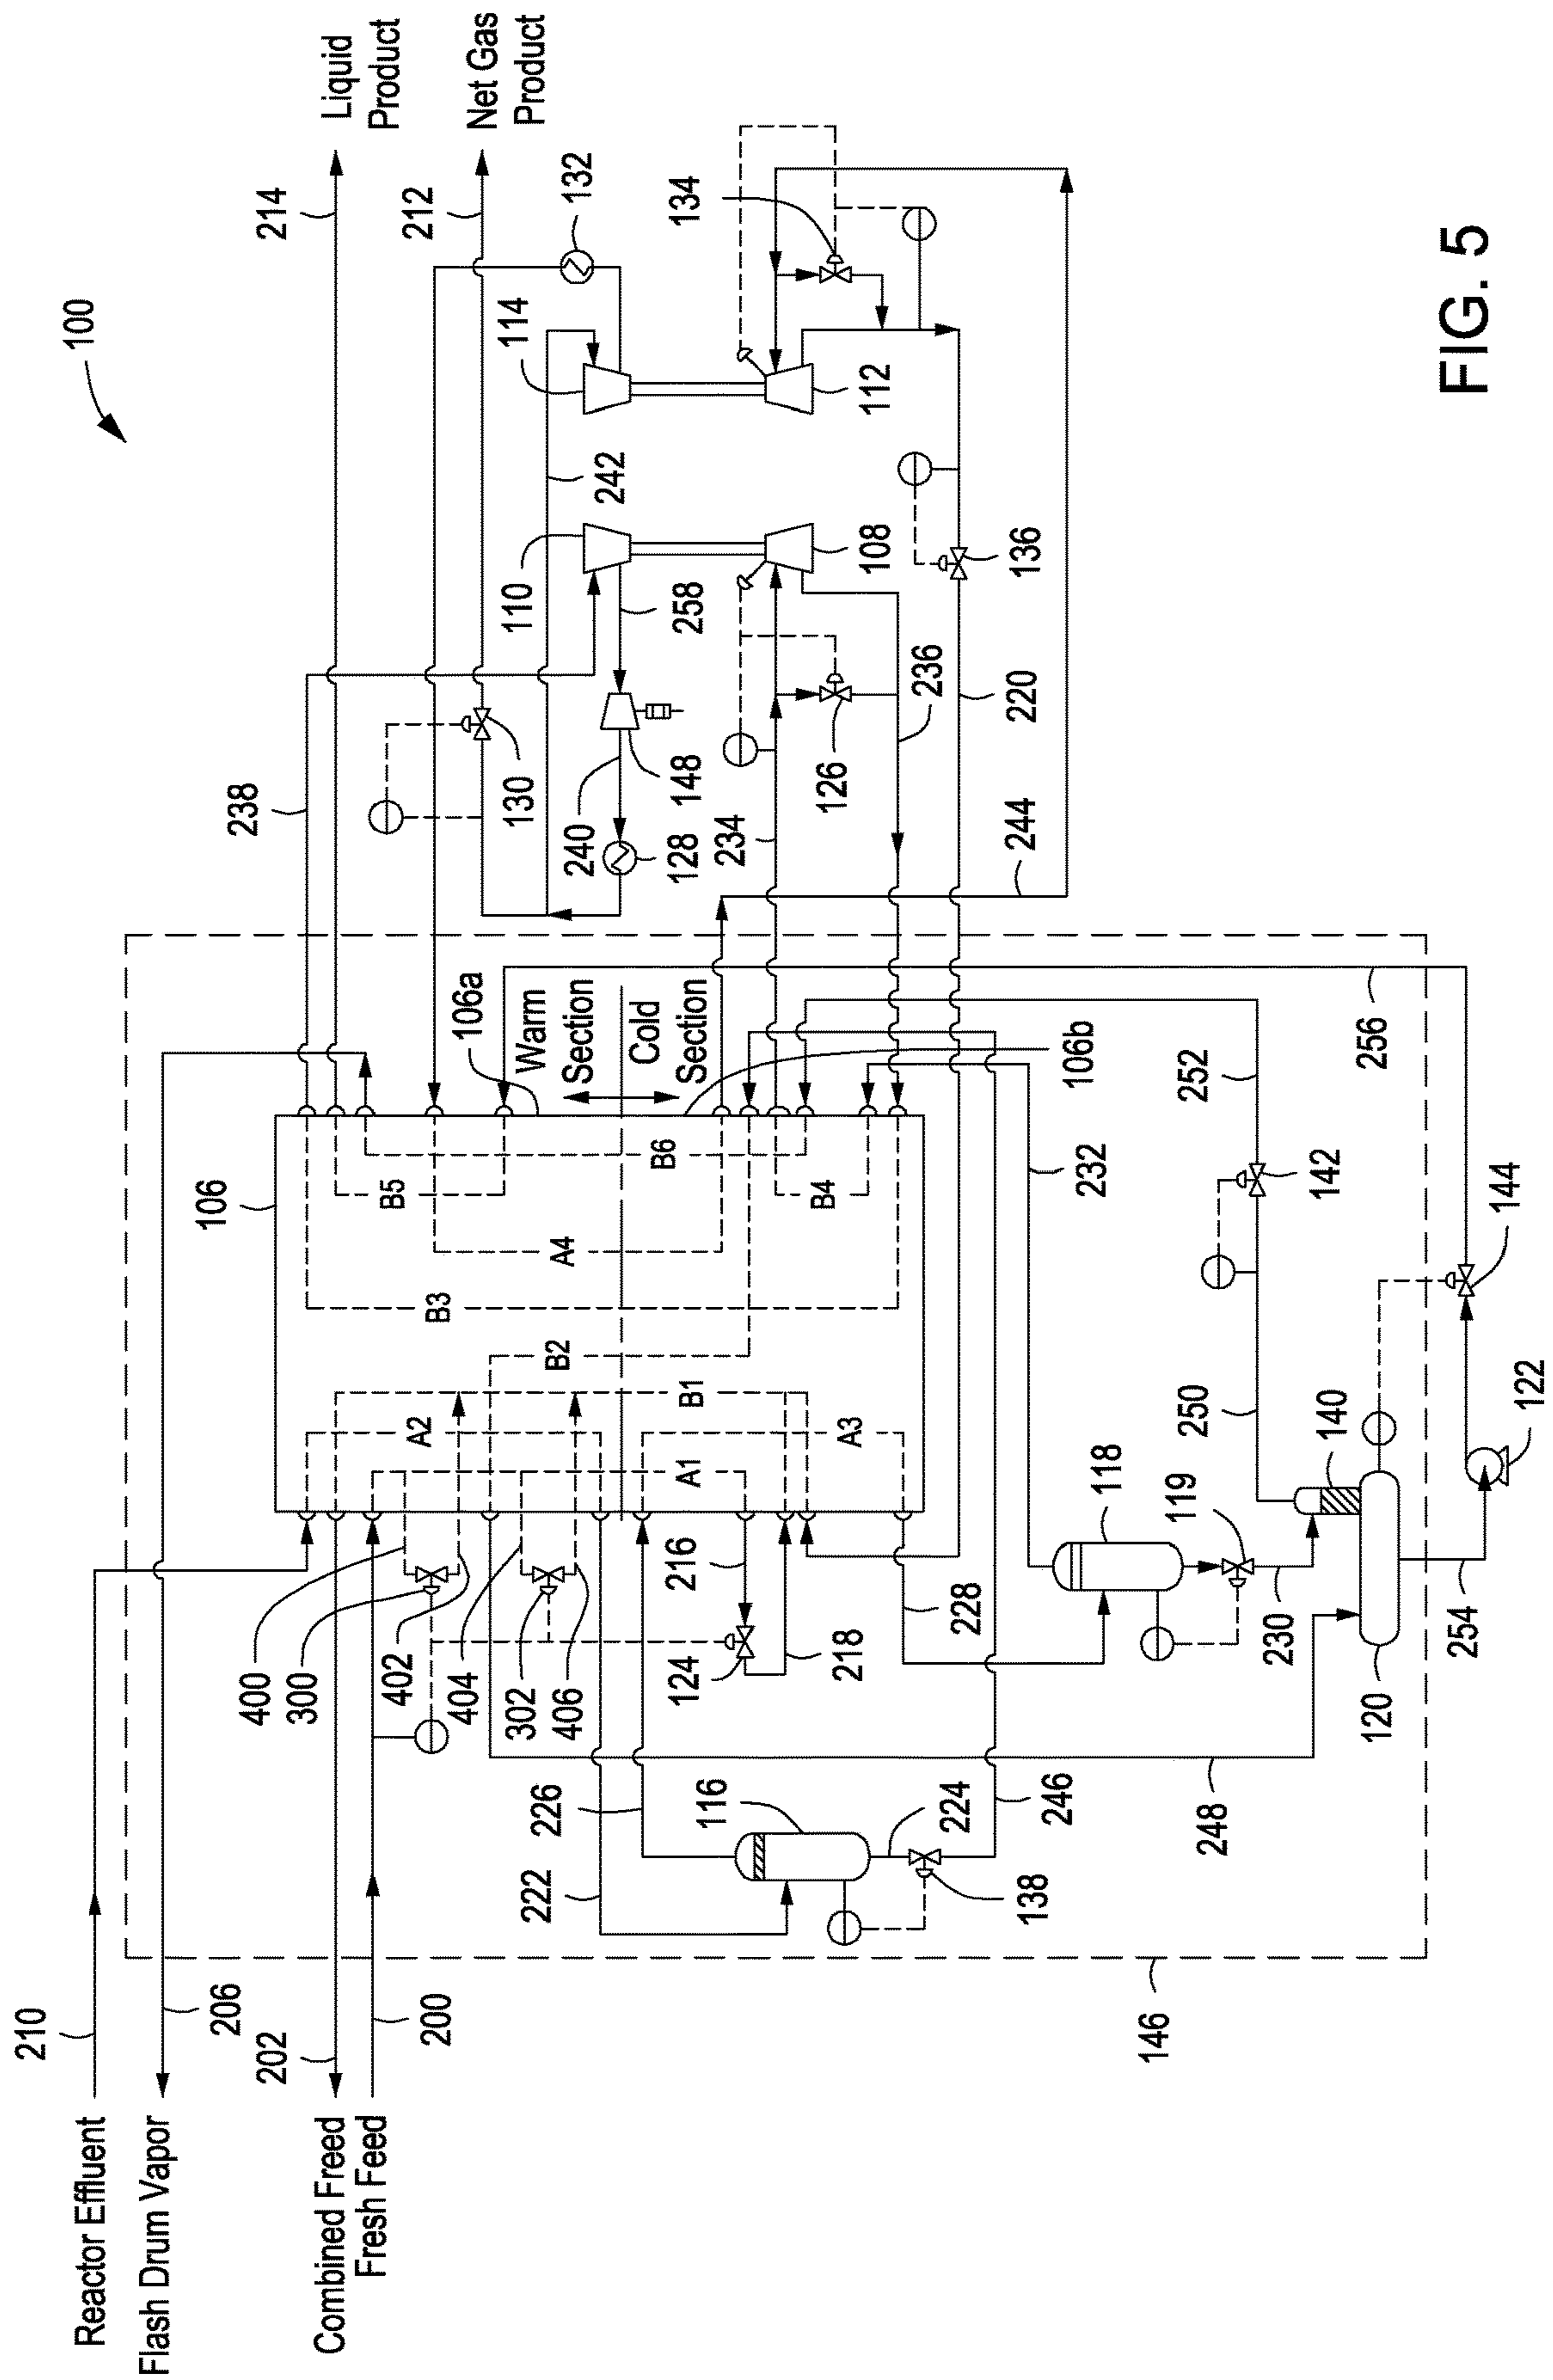 100
210
Reactor Effluent
206
Flash Drum Vapor
106
238
214
202
400
300
Combined Freed
Fresh Feed
Liquid
Product
402
B5
212
200
A2
B3
404
106a
Net Gas
Product
302
130
110
114
222
406
B2
A4
Warm
Section
Cold
Section
240
242
132
226
B6
124
216
A1
B1
128
148
258
134
116
234
B4
218
A3
126
108
112
236
224
228
138
246
244
220
136
106b
118
232
146
119
142
248
250
252
230
140
120
256
254
144
122
FIG. 5